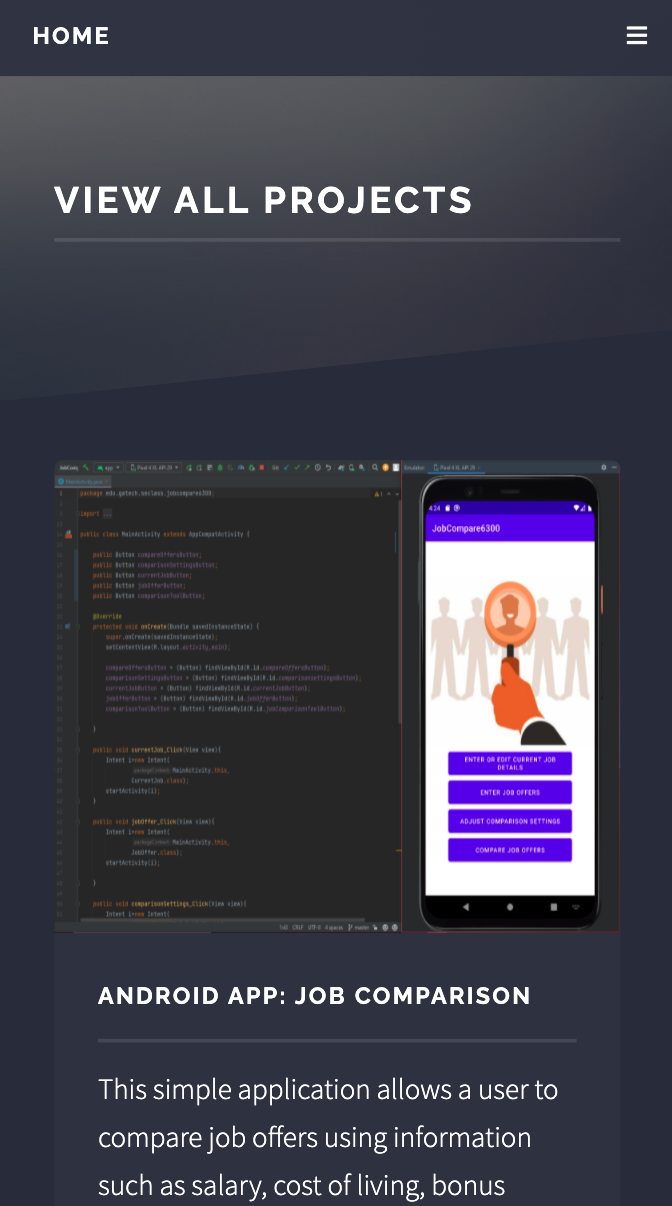 HOME
VIEW ALL PROJECTS
package edu.gatech.seclass.jobcompare6300;
import ...
public class MainActivity extends AppCompatActivity {
public Button compareOffersButton;
public Button comparisonSettingsButton;
public Button currentJobButton;
public Button jobOfferButton;
public Button comparisonToolButton;
@Override
protected void onCreate(Bundle savedInstanceState) {
super.onCreate(savedInstanceState);
setContentView(R.layout.activity_main);
compareOffersButton = (Button) findViewById(R.id.compareOffersButton);
comparisonSettingsButton = (Button) findViewById(R.id.comparisonsettingsButton);
currentJobButton = (Button) findViewById(R.id.currentJobButton);
jobOfferButton = (Button) findViewById(R.id.jobOfferButton);
comparisonToolButton = (Button) findViewById(R.id.jobComparisonToolButton);
}
public void currentJob_Click(View view){
Intent i=new Intent(
MainActivity.this,
CurrentJob.class);
startActivity(i);
}
public void jobOffer_Click(View view){
Intent i=new Intent(
MainActivity.this,
JobOffer.class);
startActivity(i);
}
public void comparisonSettings_Click(View view){
Intent i=new Intent(
4:24
JobCompare6300
ENTER OR EDIT CURRENT JOB
DETAILS
ENTER JOB OFFERS
ADJUST COMPARISON SETTINGS
COMPARE JOB OFFERS
ANDROID APP: JOB COMPARISON
This simple application allows a user to
compare job offers using information
such as salary, cost of living, bonus